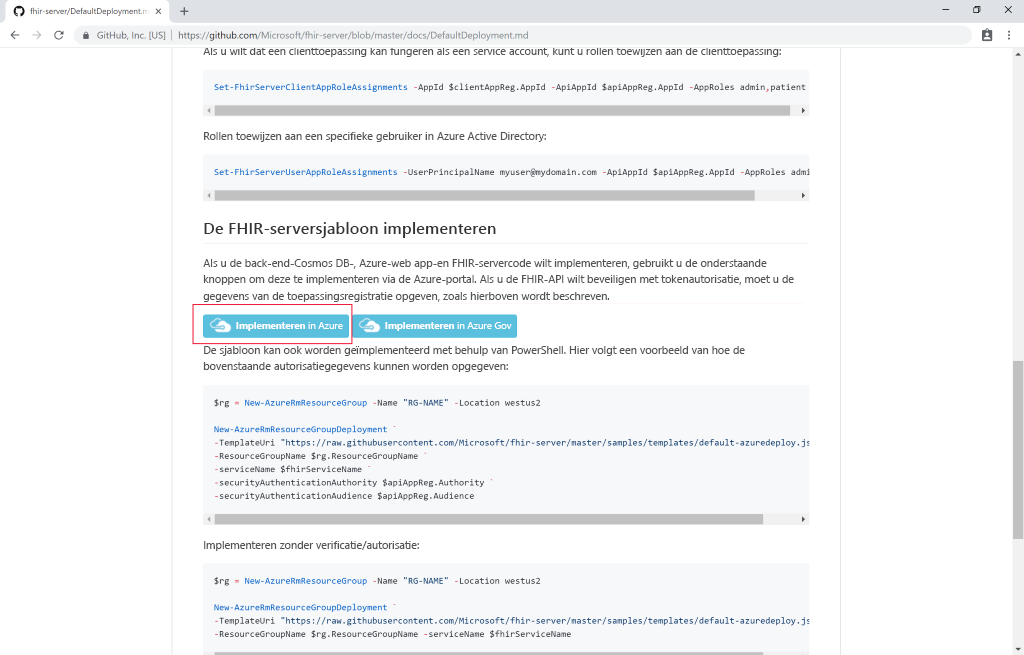 fhir-server/DefaultDeployment.m
GitHub, Inc. [US] | https://github.com/Microsoft/fhir-server/blob/master/docs/DefaultDeployment.md
Als u wilt dat een clienttoepassing kan fungeren als een service account, kunt u rollen toewijzen aan de clienttoepassing:
Set-FhirServerClientAppRoleAssignments -AppId $clientAppReg.AppId -ApiAppId $apiAppReg.AppId -AppRoles admin,patient
Rollen toewijzen aan een specifieke gebruiker in Azure Active Directory:
Set-FhirServerUserAppRoleAssignments -UserPrincipalName myuser@mydomain.com -ApiAppId $apiAppReg.AppId -AppRoles admi
De FHIR-serversjabloon implementeren
Als u de back-end-Cosmos DB-, Azure-web app-en FHIR-servercode wilt implementeren, gebruikt u de onderstaande
knoppen om deze te implementeren via de Azure-portal. Als u de FHIR-API wilt beveiligen met tokenautorisatie, moet u de
gegevens van de toepassingsregistratie opgeven, zoals hierboven wordt beschreven.
Implementeren in Azure Implementeren in Azure Gov
De sjabloon kan ook worden geïmplementeerd met behulp van PowerShell. Hier volgt een voorbeeld van hoe de
bovenstaande autorisatiegegevens kunnen worden opgegeven:
$rg = New-AzureRmResourceGroup -Name "RG-NAME" -Location westus2
New-AzureRmResourceGroupDeployment `
-TemplateUri "https://raw.githubusercontent.com/Microsoft/fhir-server/master/samples/templates/default-azuredeploy.js
-ResourceGroupName $rg.ResourceGroupName `
-serviceName $fhirServiceName `
-securityAuthenticationAuthority $apiAppReg.Authority `
-securityAuthenticationAudience $apiAppReg.Audience
Implementeren zonder verificatie/autorisatie:
$rg = New-AzureRmResourceGroup -Name "RG-NAME" -Location westus2
New-AzureRmResourceGroupDeployment `
-TemplateUri "https://raw.githubusercontent.com/Microsoft/fhir-server/master/samples/templates/default-azuredeploy.js
-ResourceGroupName $rg.ResourceGroupName -serviceName $fhirServiceName